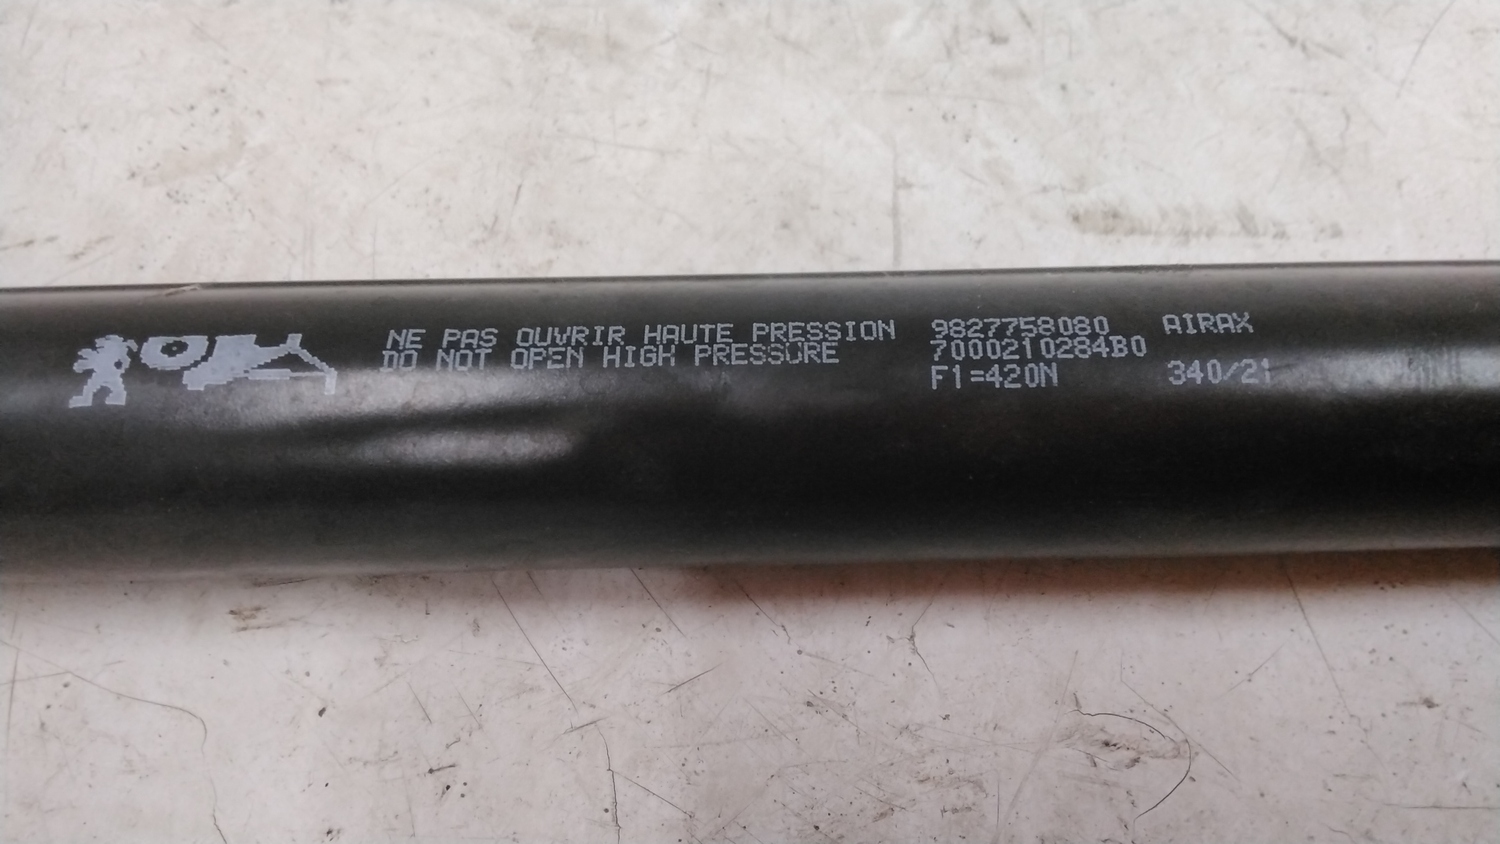 NE PAS OUVRIR HAUTE PRESSION
DO NOT OPEN HIGH PRESSURE
9827758080 AIRAX
7000210284B0
F1=420N 340/21